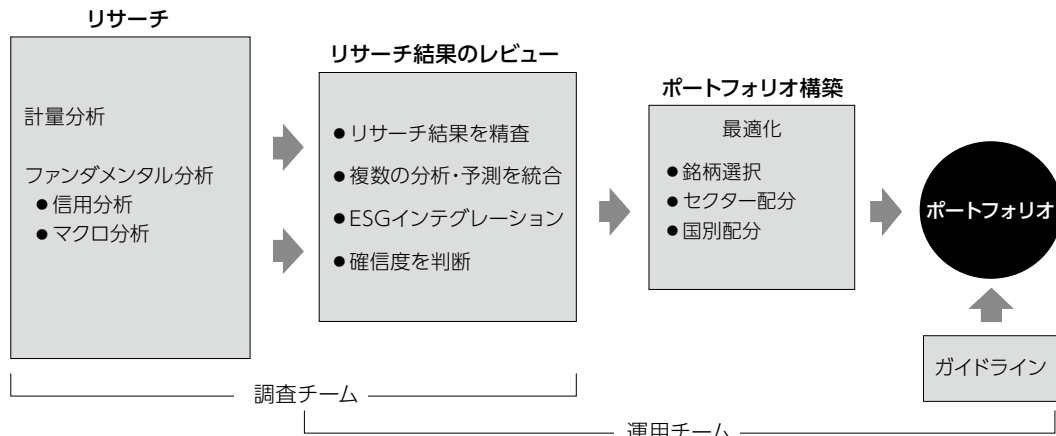 リサーチ
計量分析
ファンダメンタル分析
●信用分析
●マクロ分析
リサーチ結果のレビュー
●リサーチ結果を精査
●複数の分析・予測を統合
●ESGインテグレーション
●確信度を判断
ポートフォリオ構築
最適化
●銘柄選択
●セクター配分
●国別配分
ポートフォリオ
ガイドライン
調査チーム
運用チーム